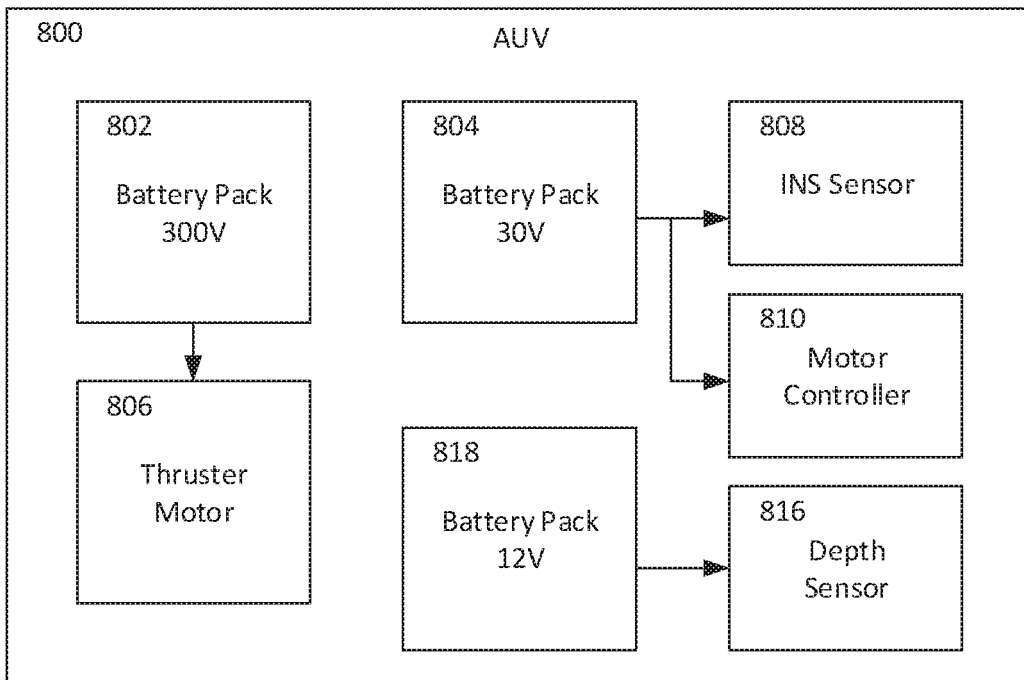 800
AUV
802
Battery Pack
300V
804
Battery Pack
30V
808
INS Sensor
810
Motor
Controller
806
Thruster
Motor
818
Battery Pack
12V
816
Depth
Sensor